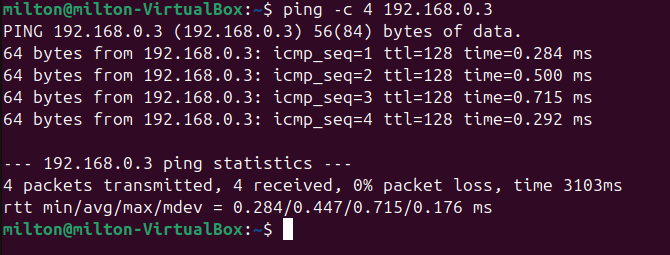 milton@milton-VirtualBox:~$ ping -c 4 192.168.0.3
PING 192.168.0.3 (192.168.0.3) 56(84) bytes of data.
64 bytes from 192.168.0.3: icmp_seq=1 ttl=128 time=0.284 ms
64 bytes from 192.168.0.3: icmp_seq=2 ttl=128 time=0.500 ms
64 bytes from 192.168.0.3: icmp_seq=3 ttl=128 time=0.715 ms
64 bytes from 192.168.0.3: icmp_seq=4 ttl=128 time=0.292 ms

--- 192.168.0.3 ping statistics ---
4 packets transmitted, 4 received, 0% packet loss, time 3103ms
rtt min/avg/max/mdev = 0.284/0.447/0.715/0.176 ms
milton@milton-VirtualBox:~$